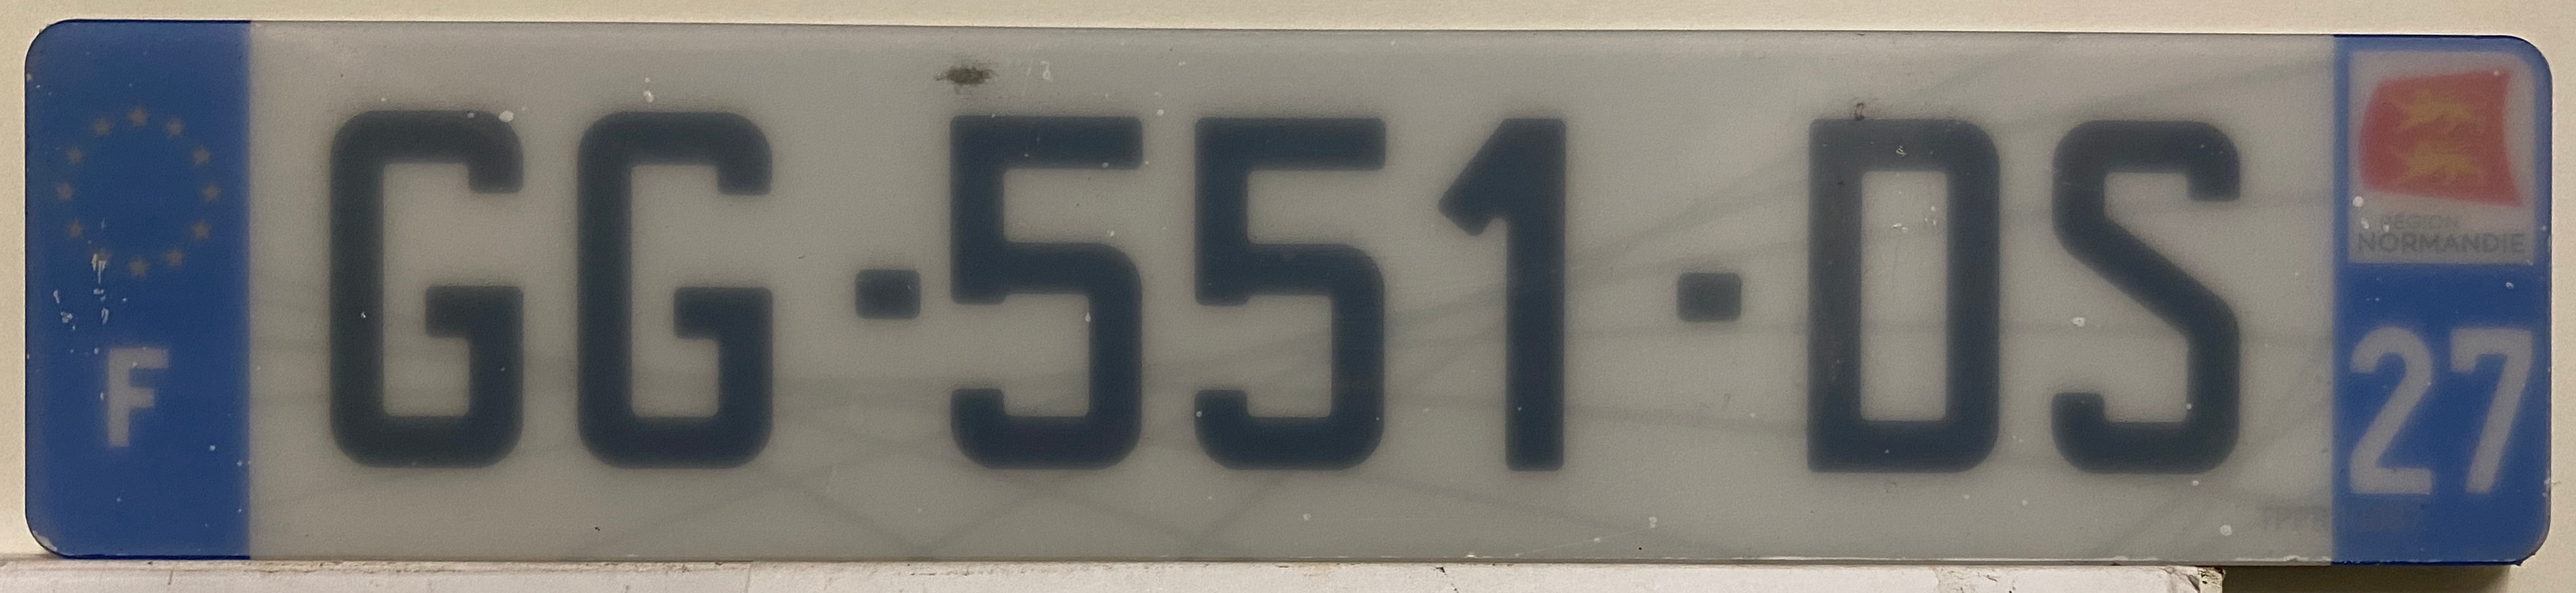 F
GG-551-DS
RÉGION
NORMANDIE
27